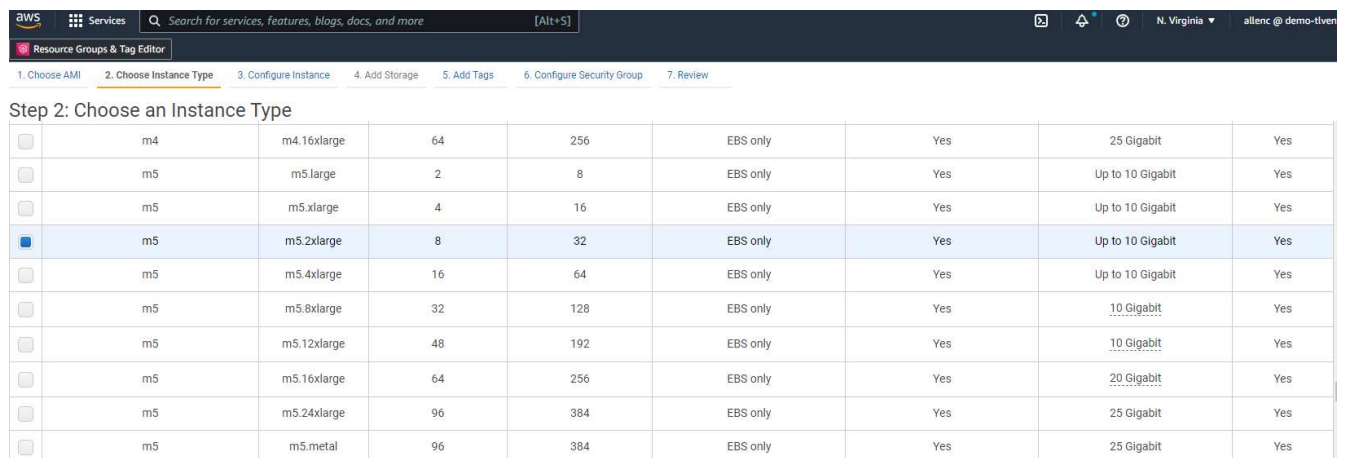 aws Services Search for services, features, blogs, docs, and more [Alt+S] N. Virginia ▼ allenc @ demo-tlven
Resource Groups & Tag Editor
1. Choose AMI 2. Choose Instance Type 3. Configure Instance 4. Add Storage 5. Add Tags 6. Configure Security Group 7. Review
Step 2: Choose an Instance Type
m4 m4.16xlarge 64 256 EBS only Yes 25 Gigabit Yes
m5 m5.large 2 8 EBS only Yes Up to 10 Gigabit Yes
m5 m5.xlarge 4 16 EBS only Yes Up to 10 Gigabit Yes
m5 m5.2xlarge 8 32 EBS only Yes Up to 10 Gigabit Yes
m5 m5.4xlarge 16 64 EBS only Yes Up to 10 Gigabit Yes
m5 m5.8xlarge 32 128 EBS only Yes 10 Gigabit Yes
m5 m5.12xlarge 48 192 EBS only Yes 10 Gigabit Yes
m5 m5.16xlarge 64 256 EBS only Yes 20 Gigabit Yes
m5 m5.24xlarge 96 384 EBS only Yes 25 Gigabit Yes
m5 m5.metal 96 384 EBS only Yes 25 Gigabit Yes